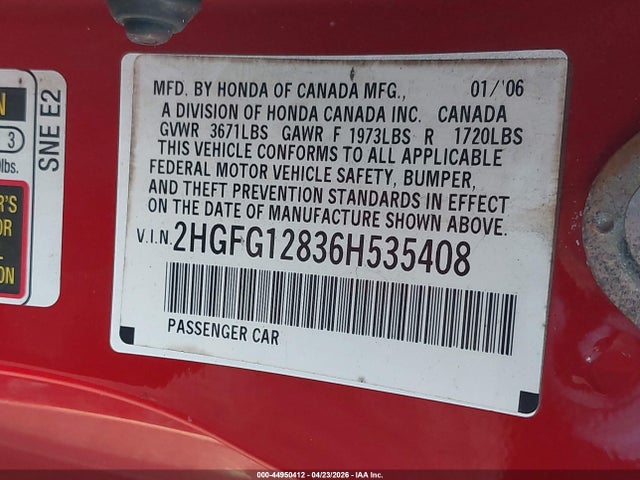 MFD. BY HONDA OF CANADA MFG., 01/'06
A DIVISION OF HONDA CANADA INC. CANADA
GVWR 3671LBS GAWR F 1973LBS R 1720LBS
THIS VEHICLE CONFORMS TO ALL APPLICABLE
FEDERAL MOTOR VEHICLE SAFETY, BUMPER,
AND THEFT PREVENTION STANDARDS IN EFFECT
ON THE DATE OF MANUFACTURE SHOWN ABOVE.
V.I.N. 2HGFG12836H535408
PASSENGER CAR
SNE E2
3
lbs.
000-44950412 - 04/23/2026 - IAA Inc.